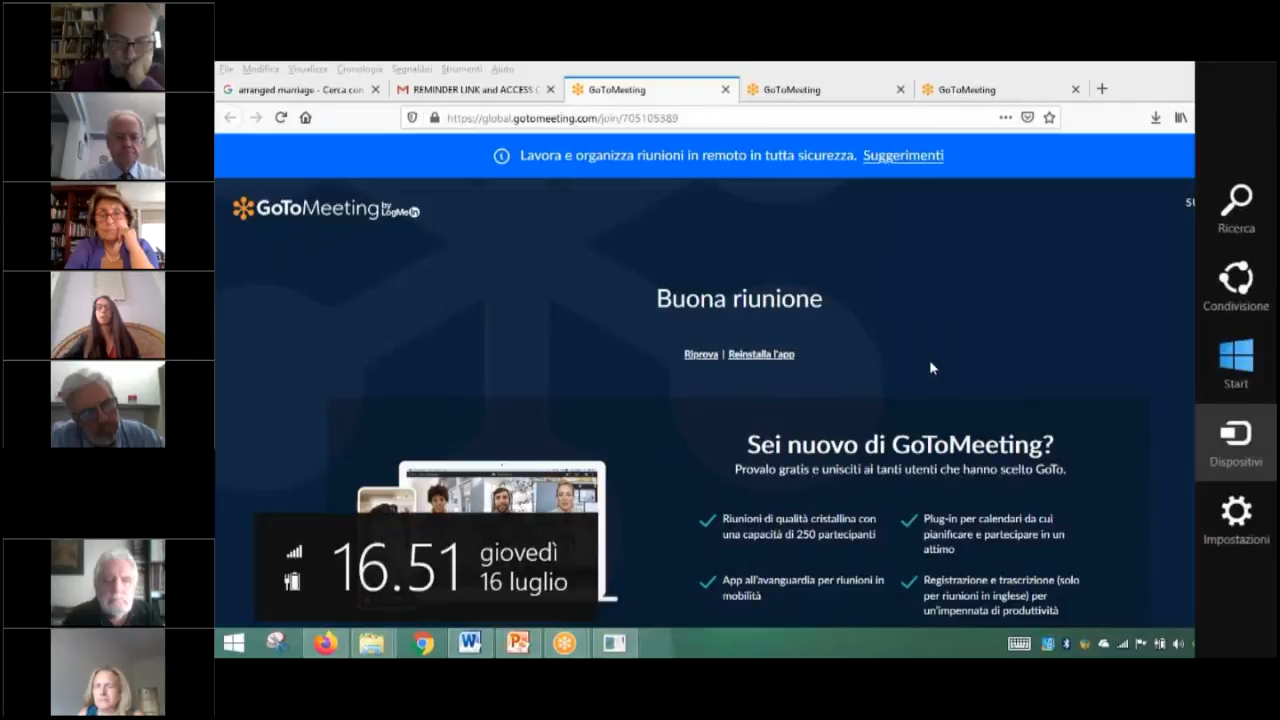 File Modifica Visualizza Cronologia Segnalibri Strumenti Aiuto
arranged marriage - Cerca con
REMINDER LINK and ACCESS
GoToMeeting
GoToMeeting
GoToMeeting
https://global.gotomeeting.com/join/705105389
Lavora e organizza riunioni in remoto in tutta sicurezza. Suggerimenti
GoToMeeting by LogMeIn
Buona riunione
Riprova | Reinstalla l'app
Sei nuovo di GoToMeeting?
Provalo gratis e unisciti ai tanti utenti che hanno scelto GoTo.
Riunioni di qualità cristallina con
una capacità di 250 partecipanti
Plug-in per calendari da cui
pianificare e partecipare in un
attimo
App all'avanguardia per riunioni in
mobilità
Registrazione e trascrizione (solo
per riunioni in inglese) per
un'impennata di produttività
16.51
giovedì
16 luglio
Ricerca
Condivisione
Start
Dispositivi
Impostazioni